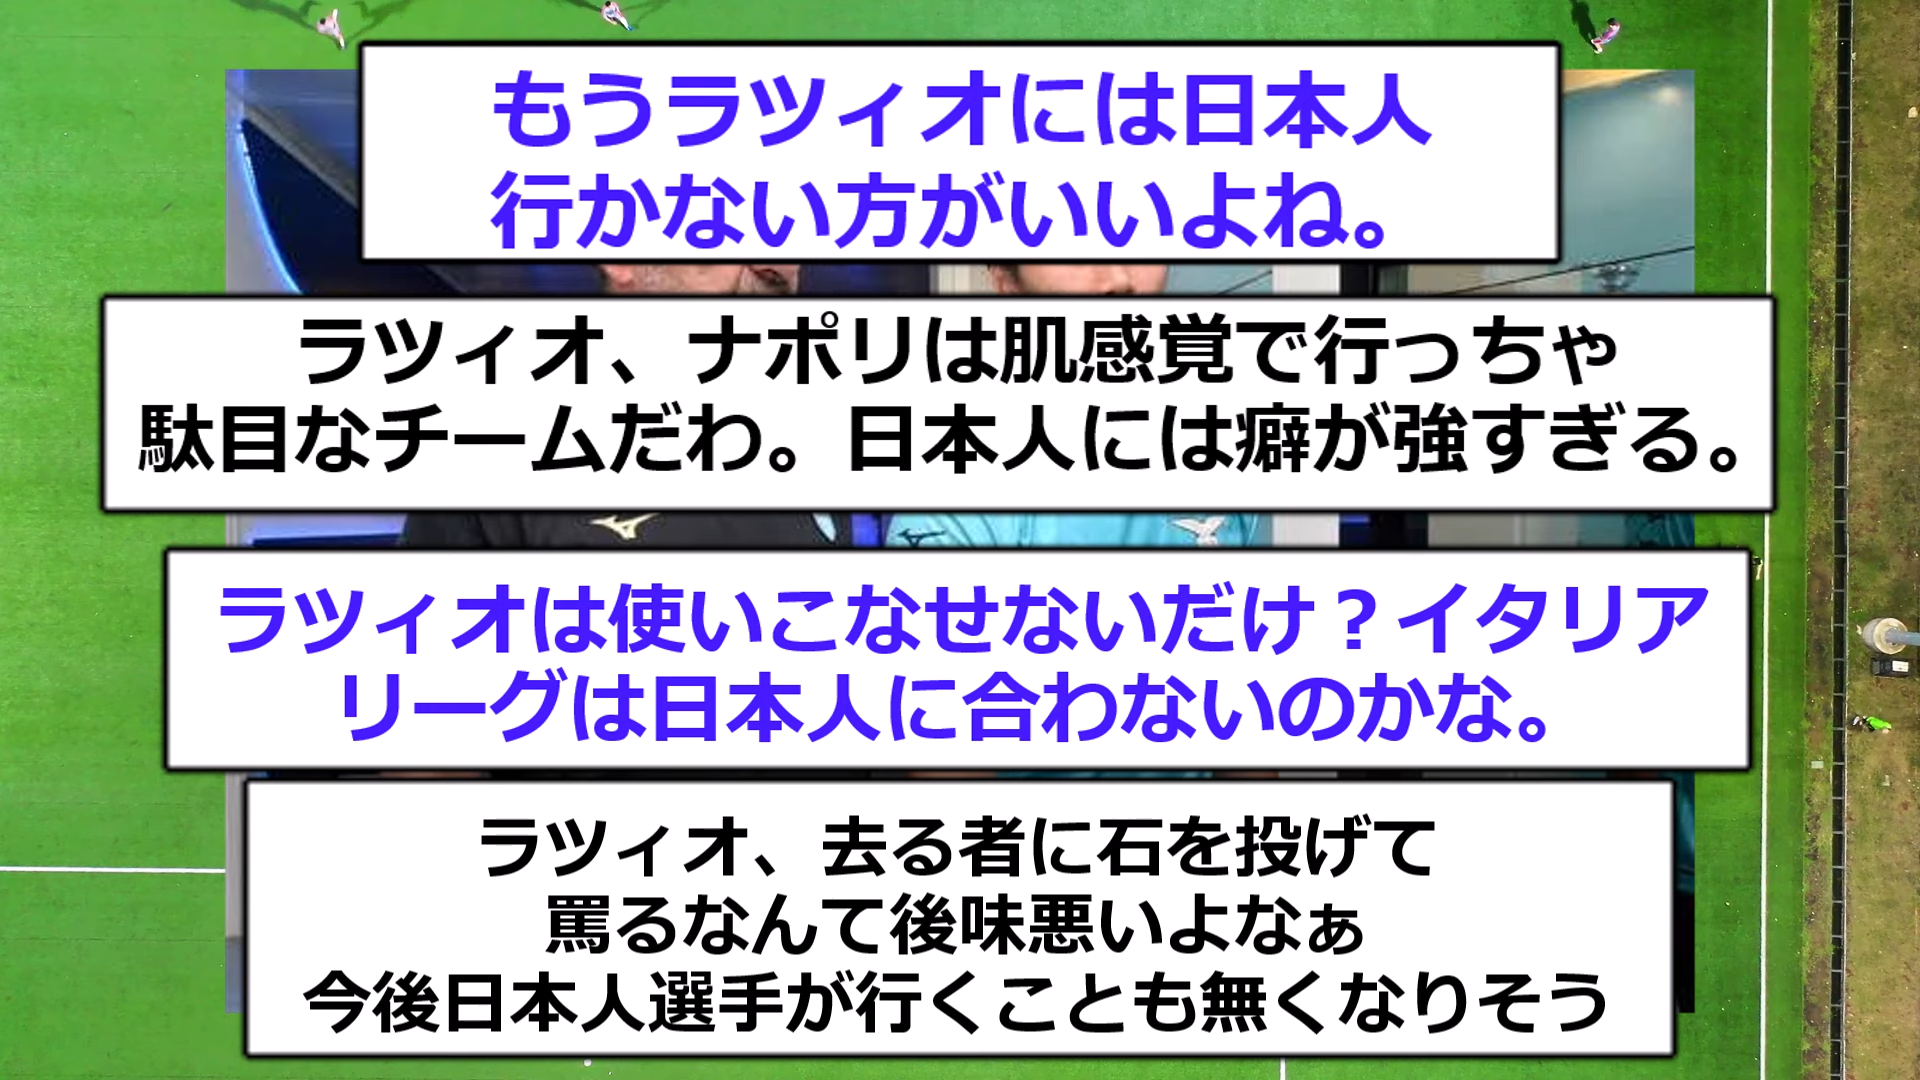 もうラツィオには日本人
行かない方がいいよね。
ラツィオ、ナポリは肌感覚で行っちゃ
駄目なチームだわ。日本人には癖が強すぎる。
ラツィオは使いこなせないだけ？イタリア
リーグは日本人に合わないのかな。
ラツィオ、去る者に石を投げて
罵るなんて後味悪いよなぁ
今後日本人選手が行くことも無くなりそう